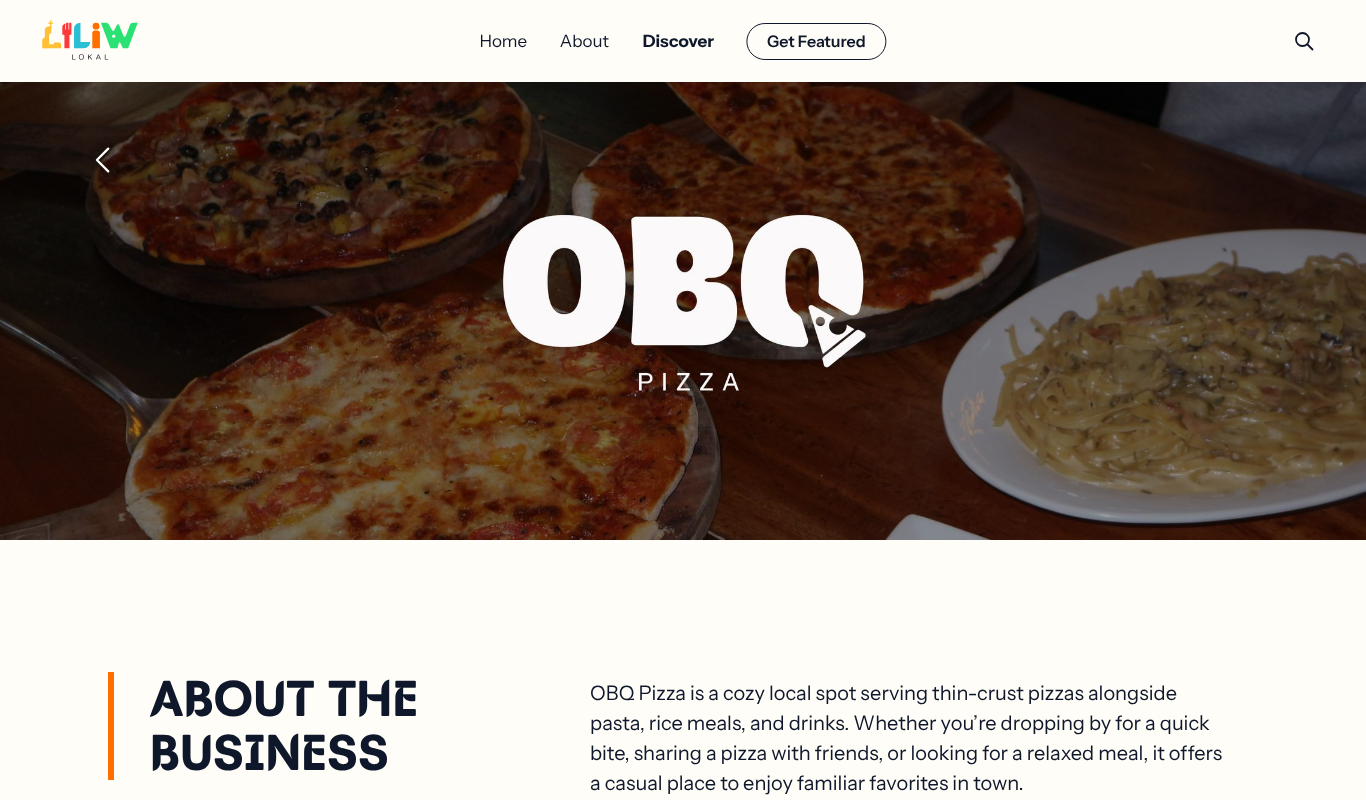 LiLiW
LOKAL
Home
About
Discover
Get Featured
OBQ
PIZZA
ABOUT THE
BUSINESS
OBQ Pizza is a cozy local spot serving thin-crust pizzas alongside
pasta, rice meals, and drinks. Whether you’re dropping by for a quick
bite, sharing a pizza with friends, or looking for a relaxed meal, it offers
a casual place to enjoy familiar favorites in town.